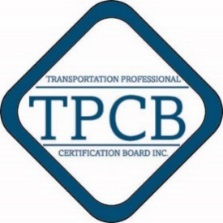 TRANSPORTATION PROFESSIONAL
TPCB
CERTIFICATION BOARD INC.